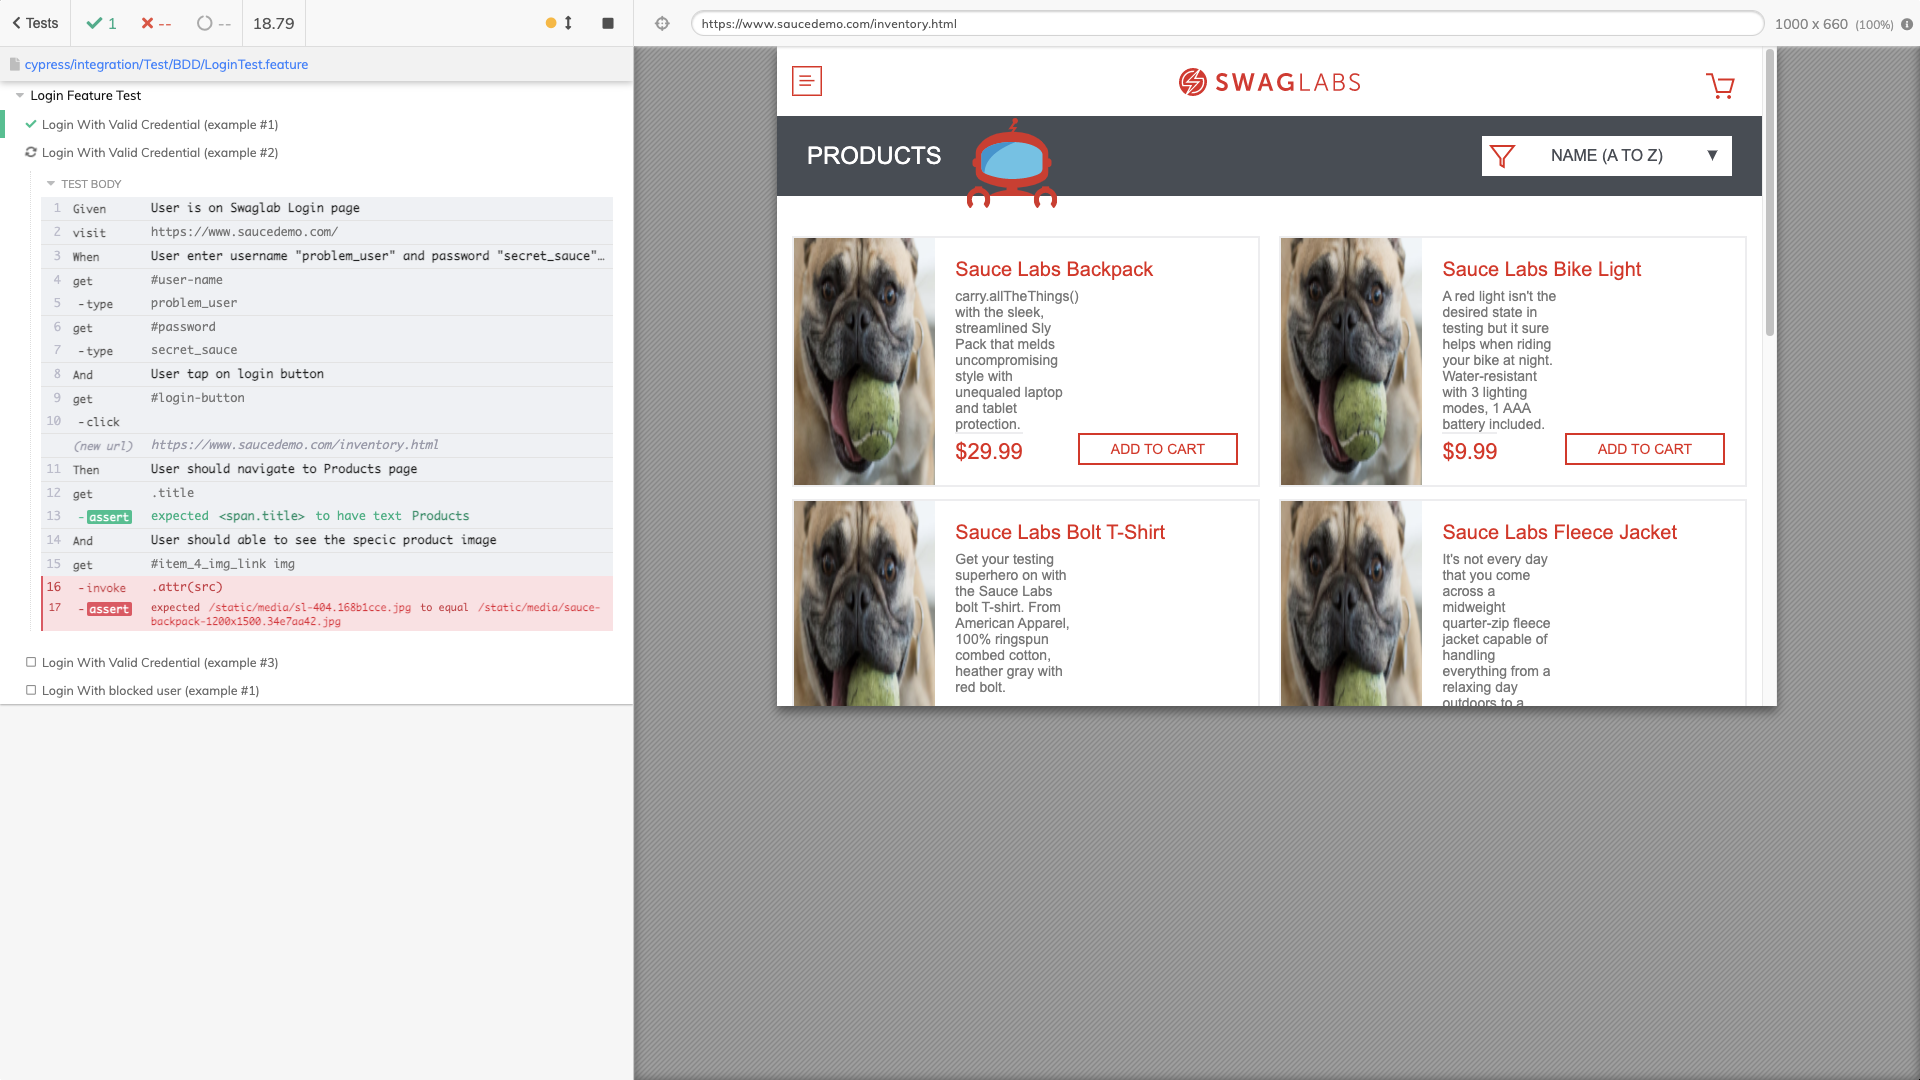 Tests 1 -- -- 18.79
cypress/integration/Test/BDD/LoginTest.feature
Login Feature Test
Login With Valid Credential (example #1)
Login With Valid Credential (example #2)
TEST BODY
1 Given User is on Swaglab Login page
2 visit https://www.saucedemo.com/
3 When User enter username "problem_user" and password "secret_sauce"…
4 get #user-name
5 -type problem_user
6 get #password
7 -type secret_sauce
8 And User tap on login button
9 get #login-button
10 -click
(new url) https://www.saucedemo.com/inventory.html
11 Then User should navigate to Products page
12 get .title
13 -assert expected <span.title> to have text Products
14 And User should able to see the specic product image
15 get #item_4_img_link img
16 -invoke .attr(src)
17 -assert expected /static/media/sl-404.168b1cce.jpg to equal /static/media/sauce-
backpack-1200x1500.34e7aa42.jpg
Login With Valid Credential (example #3)
Login With blocked user (example #1)
https://www.saucedemo.com/inventory.html
1000 x 660 (100%)
SWAGLABS
PRODUCTS
NAME (A TO Z)
Sauce Labs Backpack
carry.allTheThings()
with the sleek,
streamlined Sly
Pack that melds
uncompromising
style with
unequaled laptop
and tablet
protection.
$29.99
ADD TO CART
Sauce Labs Bike Light
A red light isn't the
desired state in
testing but it sure
helps when riding
your bike at night.
Water-resistant
with 3 lighting
modes, 1 AAA
battery included.
$9.99
ADD TO CART
Sauce Labs Bolt T-Shirt
Get your testing
superhero on with
the Sauce Labs
bolt T-shirt. From
American Apparel,
100% ringspun
combed cotton,
heather gray with
red bolt.
Sauce Labs Fleece Jacket
It's not every day
that you come
across a
midweight
quarter-zip fleece
jacket capable of
handling
everything from a
relaxing day
outdoors to a